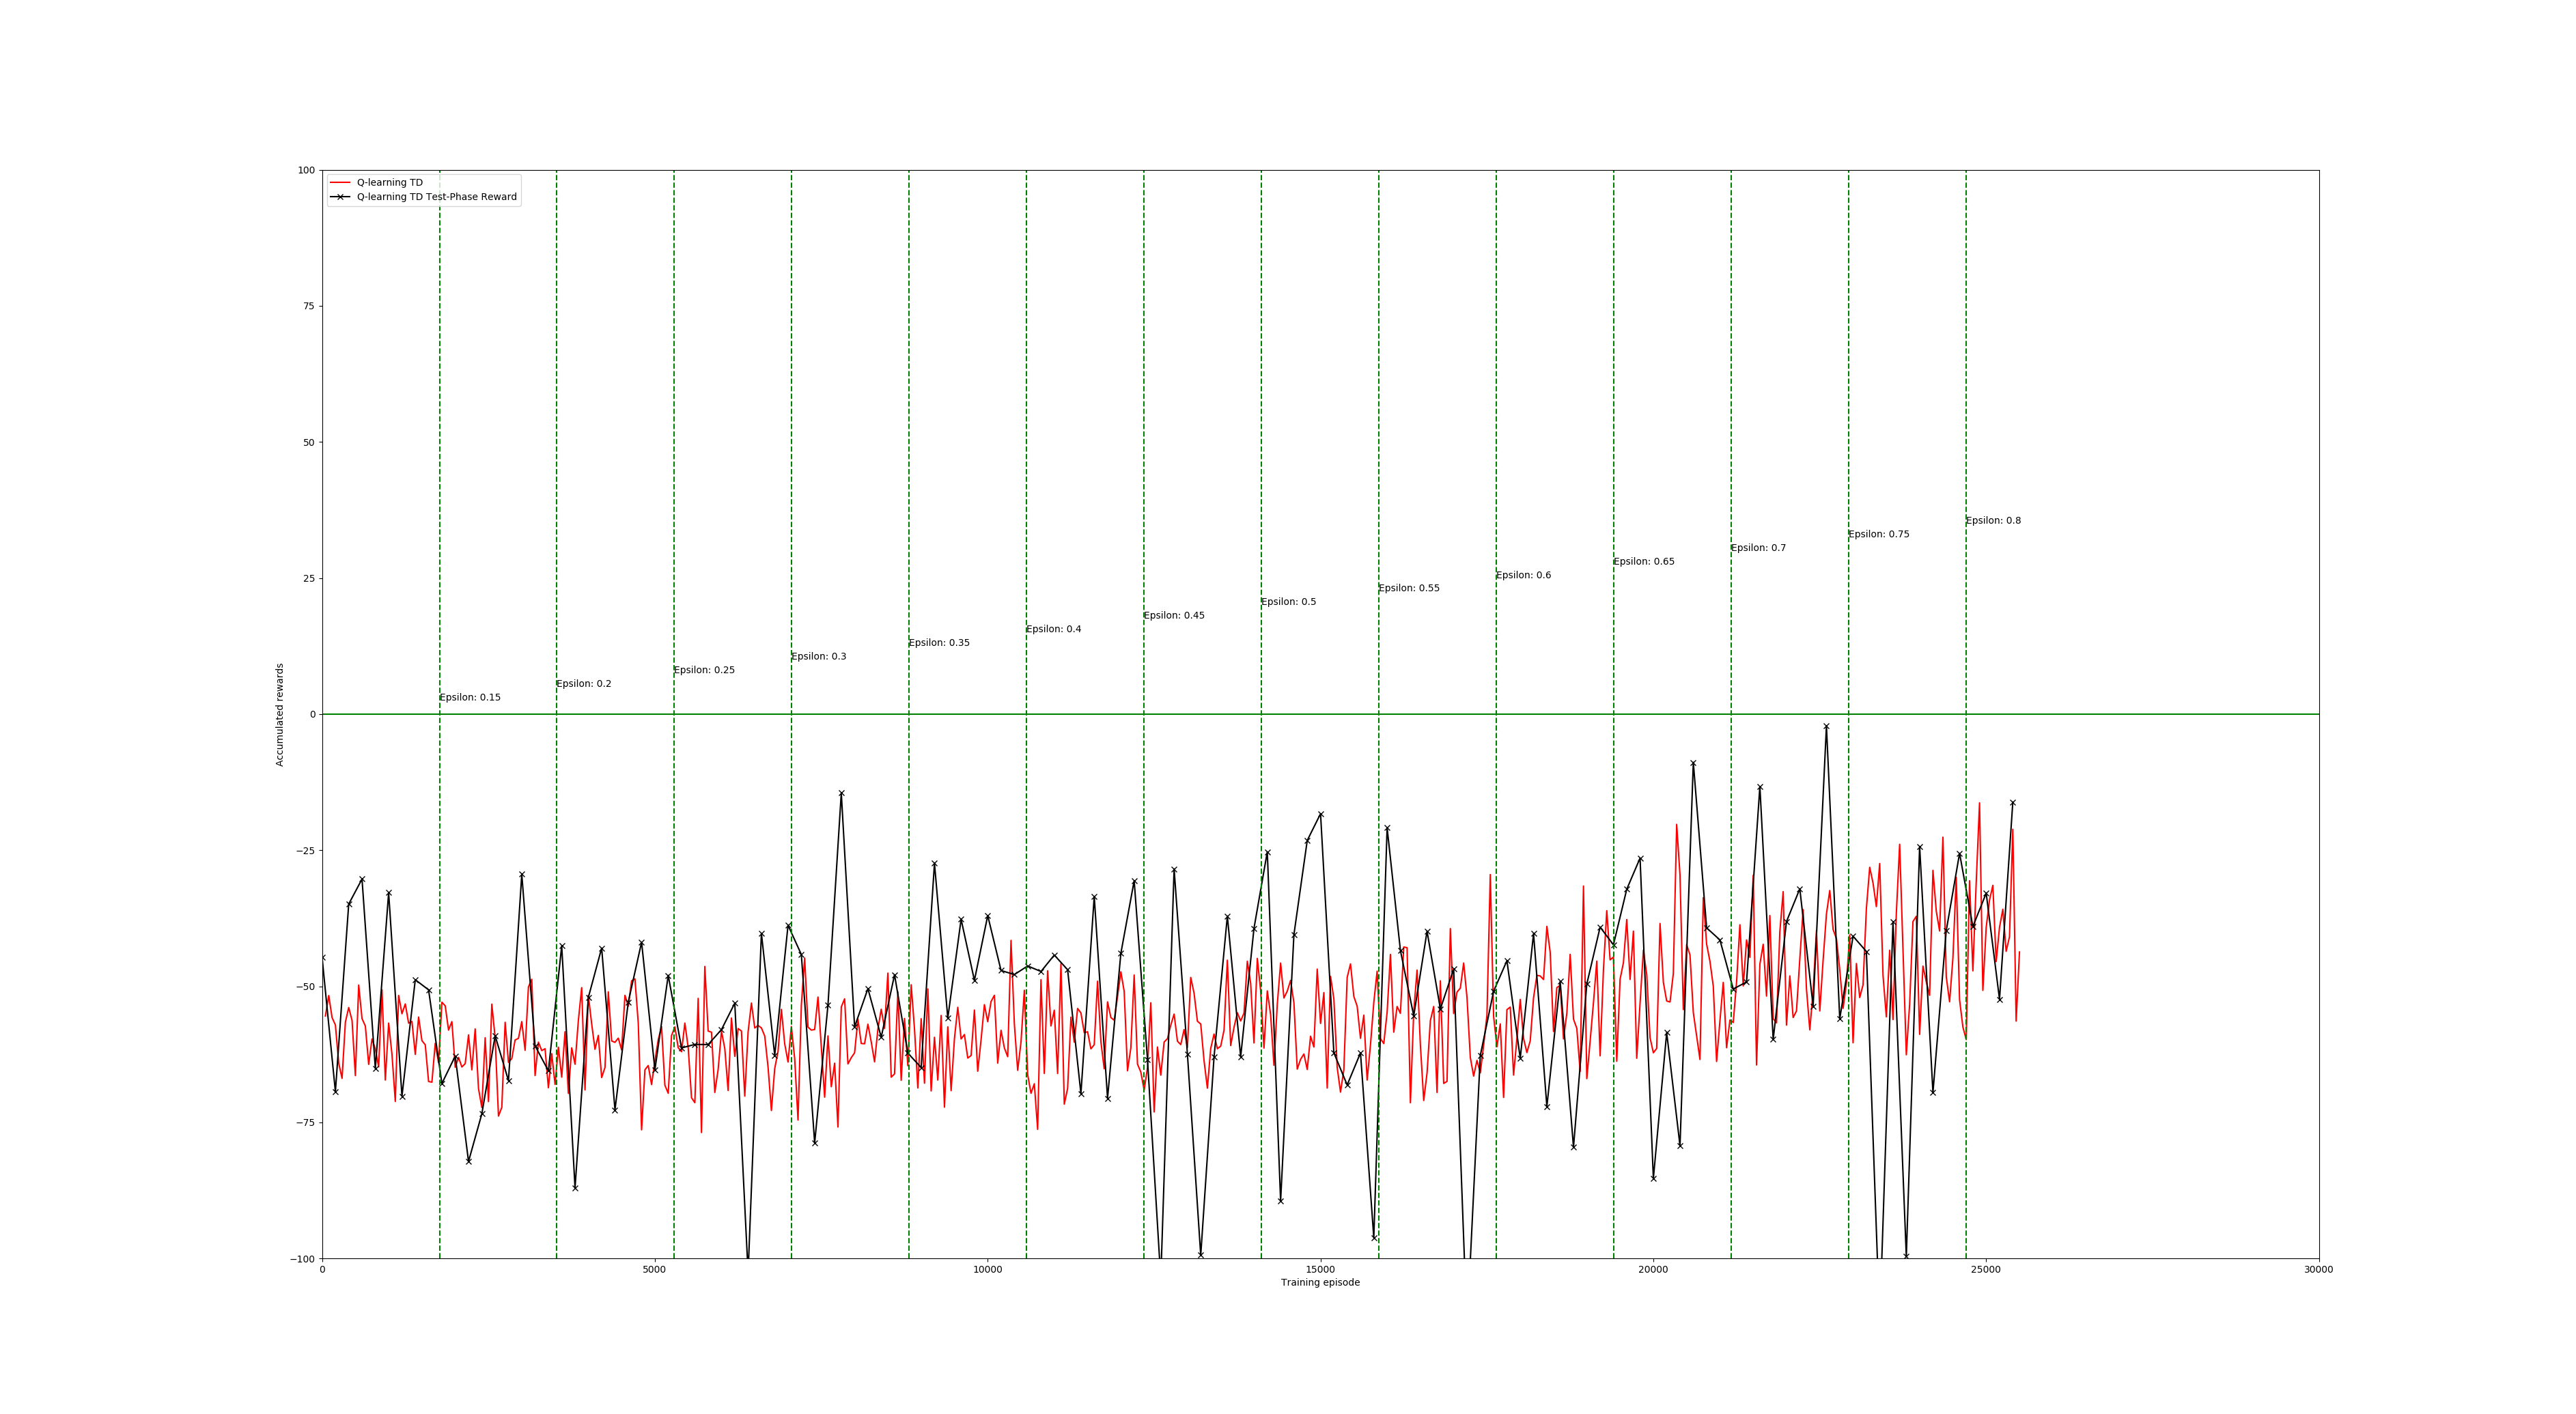 100
Q-learning TD
Q-learning TD Test-Phase Reward
75
50
25
Epsilon: 0.8
Epsilon: 0.75
Epsilon: 0.7
Epsilon: 0.65
Epsilon: 0.6
Epsilon: 0.55
Epsilon: 0.5
Epsilon: 0.45
Epsilon: 0.4
Epsilon: 0.35
Epsilon: 0.3
Epsilon: 0.25
Epsilon: 0.2
Epsilon: 0.15
0
Accumulated rewards
−25
−50
−75
−100
0 5000 10000 15000 20000 25000 30000
Training episode